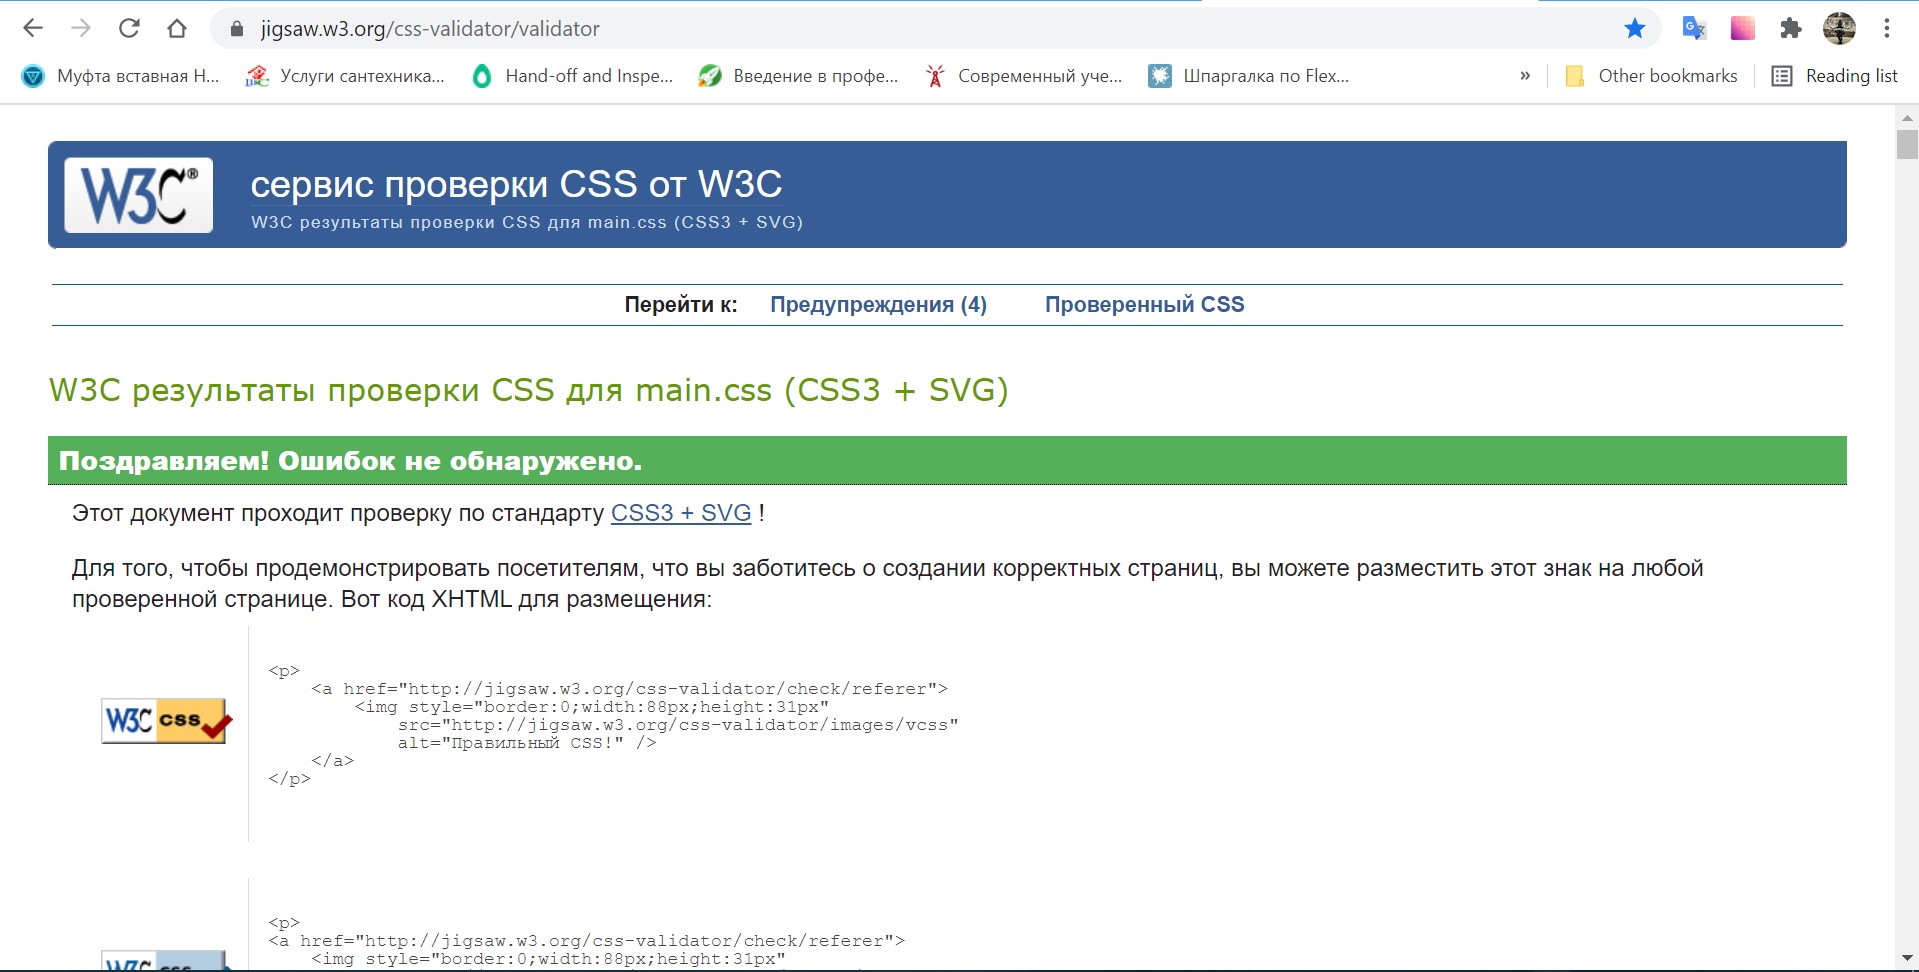 jigsaw.w3.org/css-validator/validator
Муфта вставная Н...
Услуги сантехника...
Hand-off and Inspe...
Введение в профе...
Современный уче...
Шпаргалка по Flex...
»
Other bookmarks
Reading list
W3C®
сервис проверки CSS от W3C
W3C результаты проверки CSS для main.css (CSS3 + SVG)
Перейти к: Предупреждения (4) Проверенный CSS
W3C результаты проверки CSS для main.css (CSS3 + SVG)
Поздравляем! Ошибок не обнаружено.
Этот документ проходит проверку по стандарту CSS3 + SVG !
Для того, чтобы продемонстрировать посетителям, что вы заботитесь о создании корректных страниц, вы можете разместить этот знак на любой
проверенной странице. Вот код XHTML для размещения:
W3C css
<p>
<a href="http://jigsaw.w3.org/css-validator/check/referer">
<img style="border:0;width:88px;height:31px"
src="http://jigsaw.w3.org/css-validator/images/vcss"
alt="Правильный CSS!" />
</a>
</p>
W3C css
<p>
<a href="http://jigsaw.w3.org/css-validator/check/referer">
<img style="border:0;width:88px;height:31px"